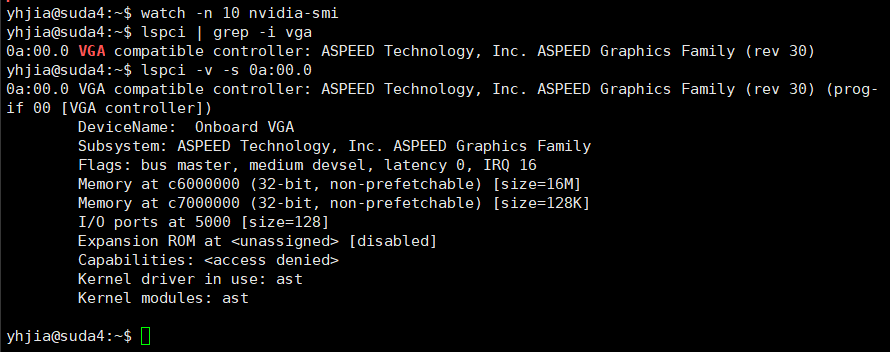 yhjia@suda4:~$ watch -n 10 nvidia-smi
yhjia@suda4:~$ lspci | grep -i vga
0a:00.0 VGA compatible controller: ASPEED Technology, Inc. ASPEED Graphics Family (rev 30)
yhjia@suda4:~$ lspci -v -s 0a:00.0
0a:00.0 VGA compatible controller: ASPEED Technology, Inc. ASPEED Graphics Family (rev 30) (prog-
if 00 [VGA controller])
        DeviceName:  Onboard VGA
        Subsystem: ASPEED Technology, Inc. ASPEED Graphics Family
        Flags: bus master, medium devsel, latency 0, IRQ 16
        Memory at c6000000 (32-bit, non-prefetchable) [size=16M]
        Memory at c7000000 (32-bit, non-prefetchable) [size=128K]
        I/O ports at 5000 [size=128]
        Expansion ROM at <unassigned> [disabled]
        Capabilities: <access denied>
        Kernel driver in use: ast
        Kernel modules: ast
yhjia@suda4:~$